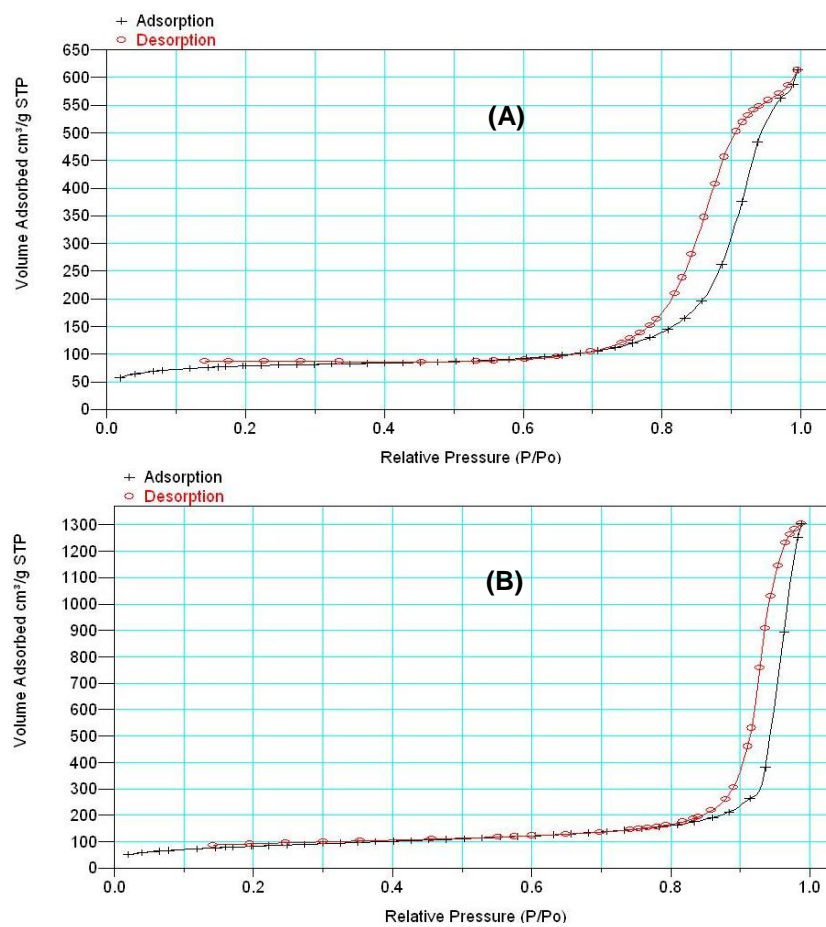 Adsorption
Desorption
Volume Adsorbed cm³/g STP
650
600
550
500
450
400
350
300
250
200
150
100
50
0
(A)
0.0 0.2 0.4 0.6 0.8 1.0
Relative Pressure (P/Po)
Adsorption
Desorption
Volume Adsorbed cm³/g STP
1300
1200
1100
1000
900
800
700
600
500
400
300
200
100
0
(B)
0.0 0.2 0.4 0.6 0.8 1.0
Relative Pressure (P/Po)